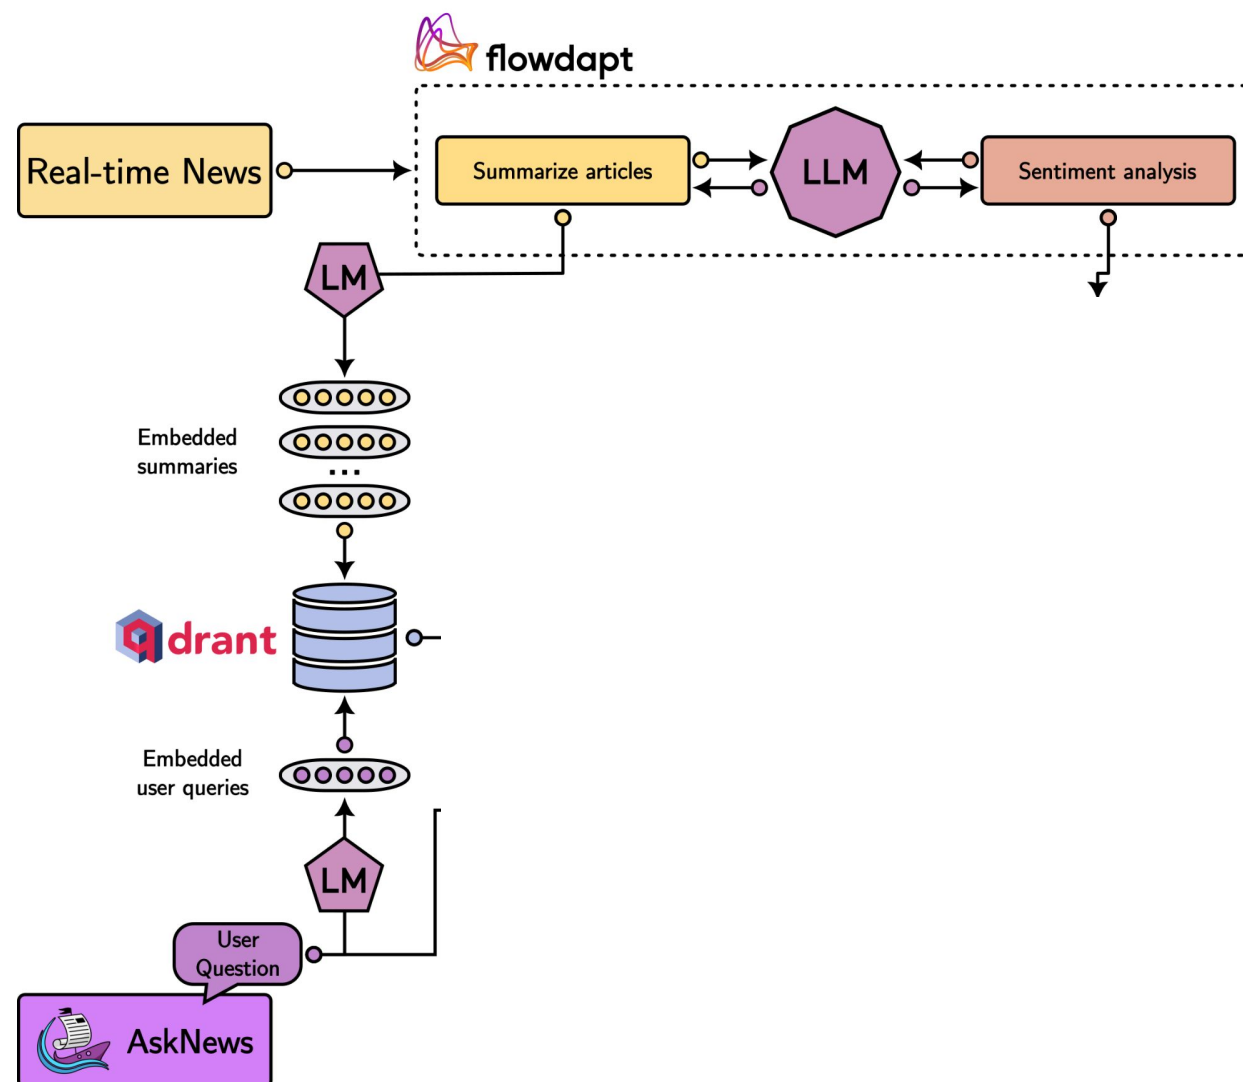 flowdapt
Real-time News
Summarize articles
LLM
Sentiment analysis
LM
Embedded
summaries
...
qdrant
Embedded
user queries
LM
User
Question
AskNews